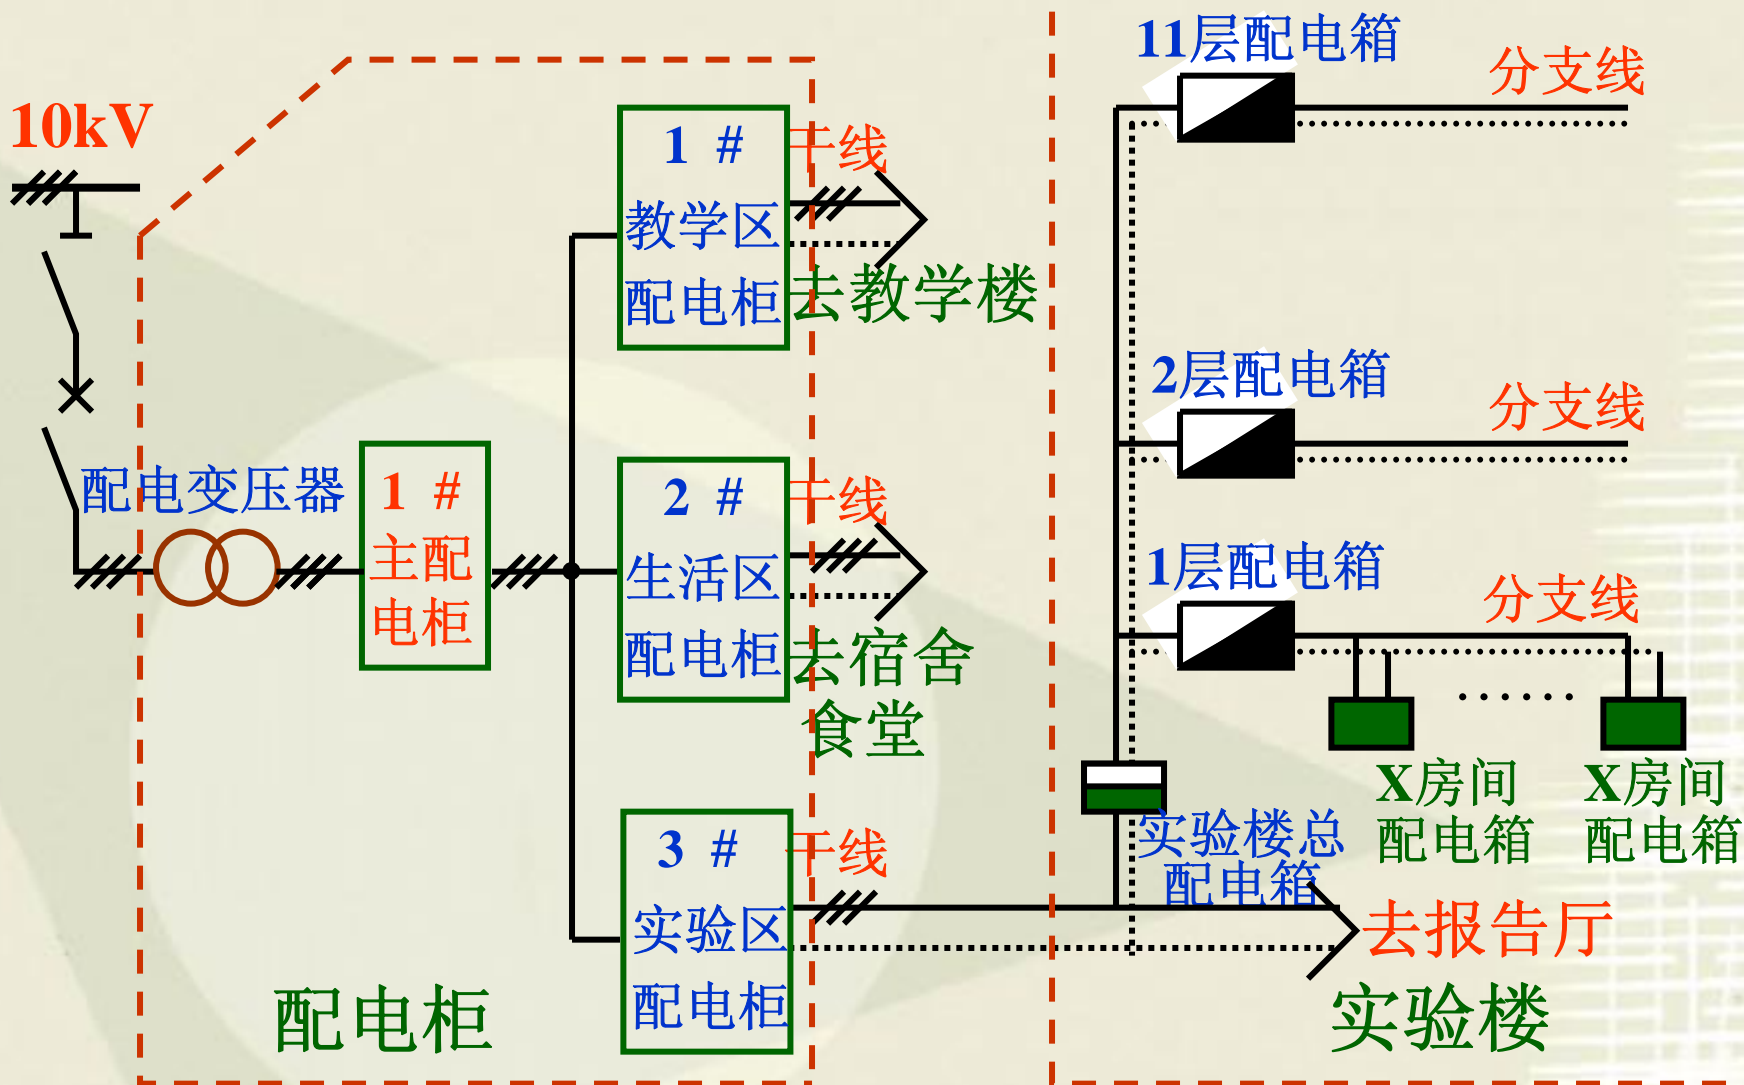 10kV
配电变压器
1 #
主配
电柜
1 #
教学区
配电柜
干线
去教学楼
2 #
生活区
配电柜
干线
去宿舍
食堂
3 #
实验区
配电柜
干线
配电柜
11层配电箱
分支线
2层配电箱
分支线
1层配电箱
分支线
......
X房间
配电箱
X房间
配电箱
实验楼总
配电箱
去报告厅
实验楼